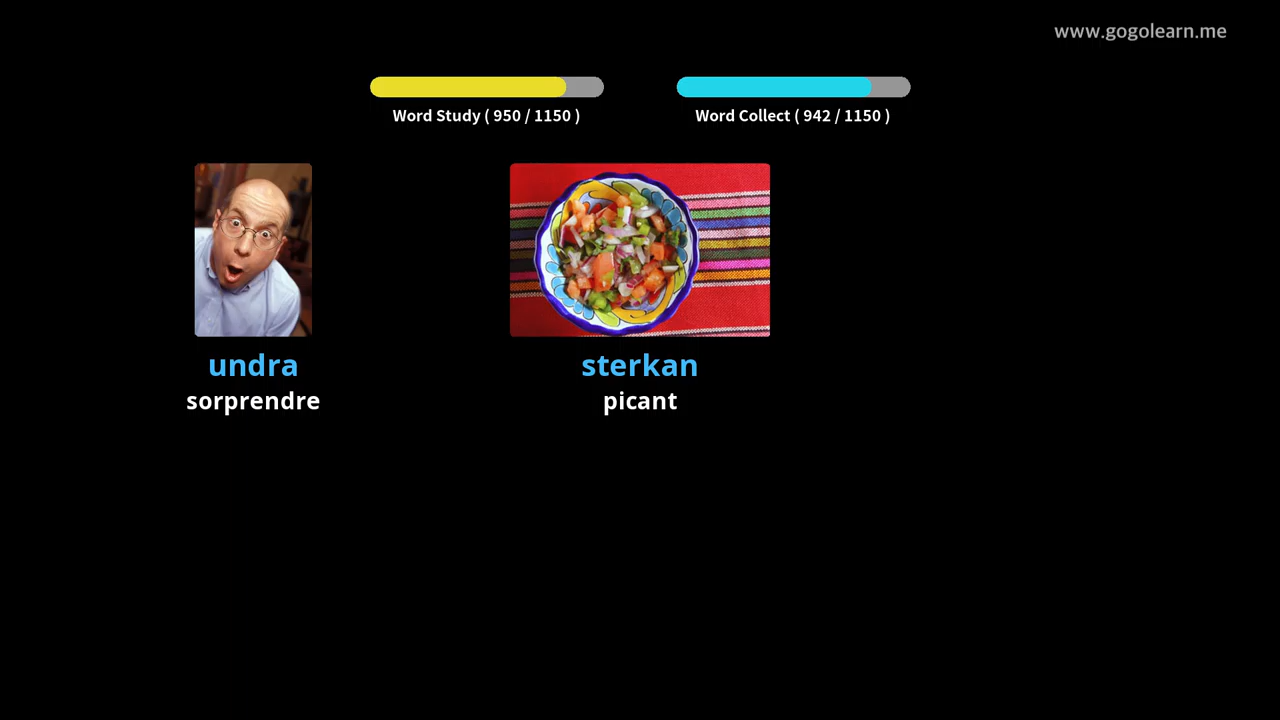 www.gogolearn.me
Word Study ( 950 / 1150 )
Word Collect ( 942 / 1150 )
undra
sorprendre
sterkan
picant